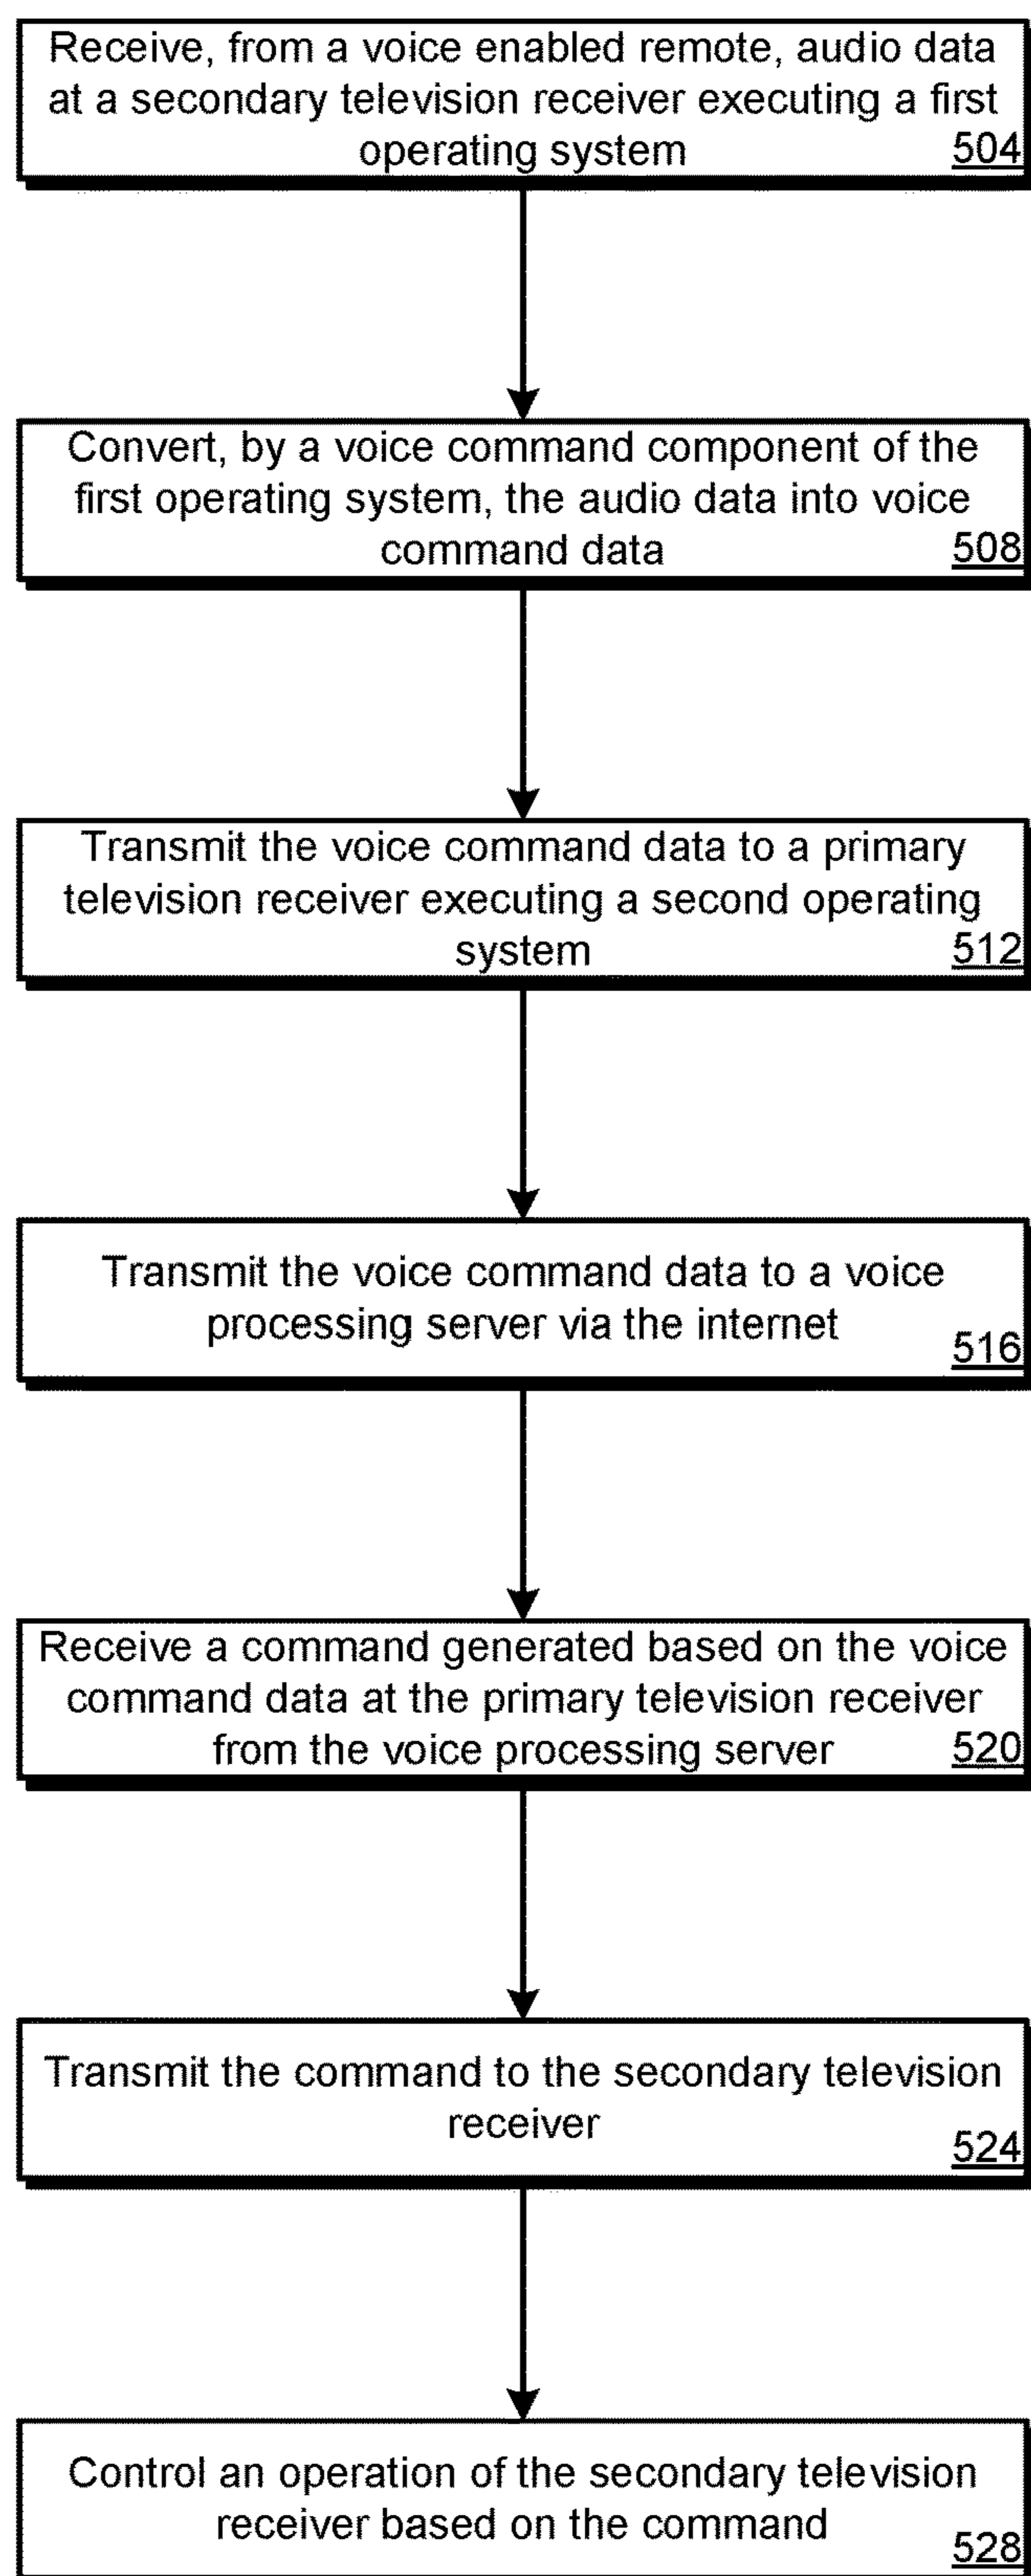 Receive, from a voice enabled remote, audio data
at a secondary television receiver executing a first
operating system 504
Convert, by a voice command component of the
first operating system, the audio data into voice
command data 508
Transmit the voice command data to a primary
television receiver executing a second operating
system 512
Transmit the voice command data to a voice
processing server via the internet
516
Receive a command generated based on the voice
command data at the primary television receiver
from the voice processing server 520
Transmit the command to the secondary television
receiver
524
Control an operation of the secondary television
receiver based on the command
528